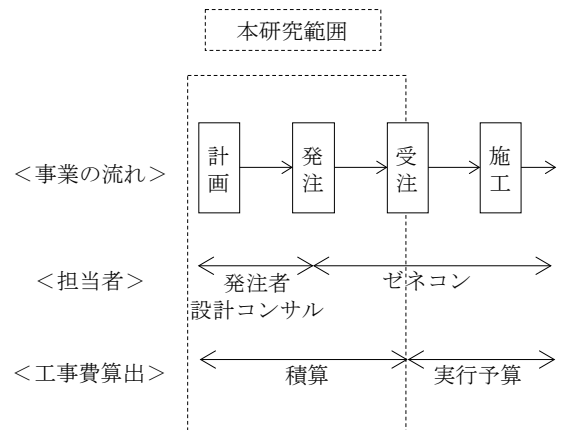 本研究範囲
＜事業の流れ＞
計画
発注
受注
施工
＜担当者＞
発注者
設計コンサル
ゼネコン
＜工事費算出＞
積算
実行予算